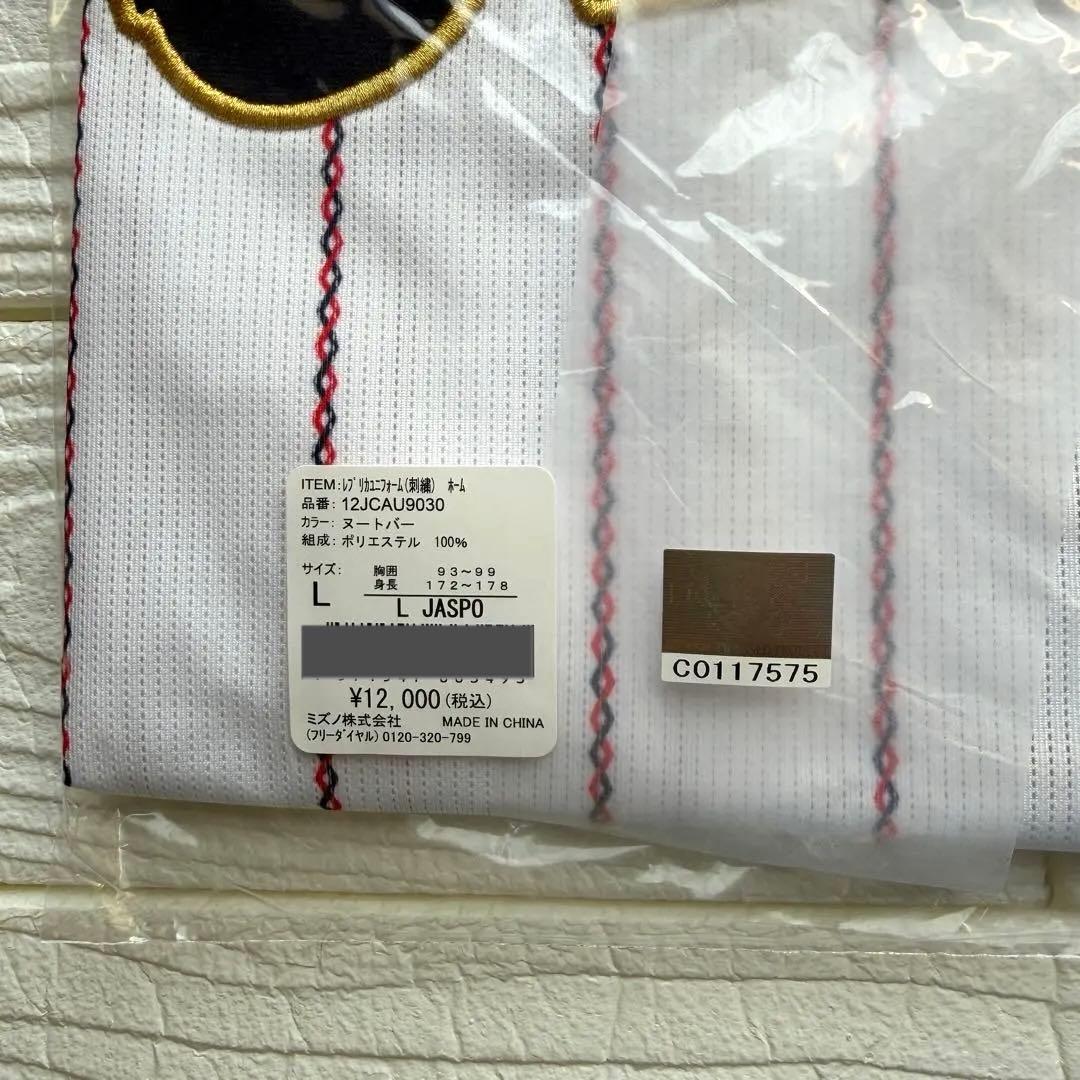 ITEM:ﾚﾌﾟﾘｶﾕﾆﾌｫｰﾑ(刺繍) ﾎｰﾑ
品番: 12JCAU9030
カラー: ヌートバー
組成: ポリエステル 100%
サイズ: 胸囲 93~99
身長 172~178
L
L JASPO
¥12,000(税込)
ミズノ株式会社 MADE IN CHINA
(フリーダイヤル) 0120-320-799
C0117575